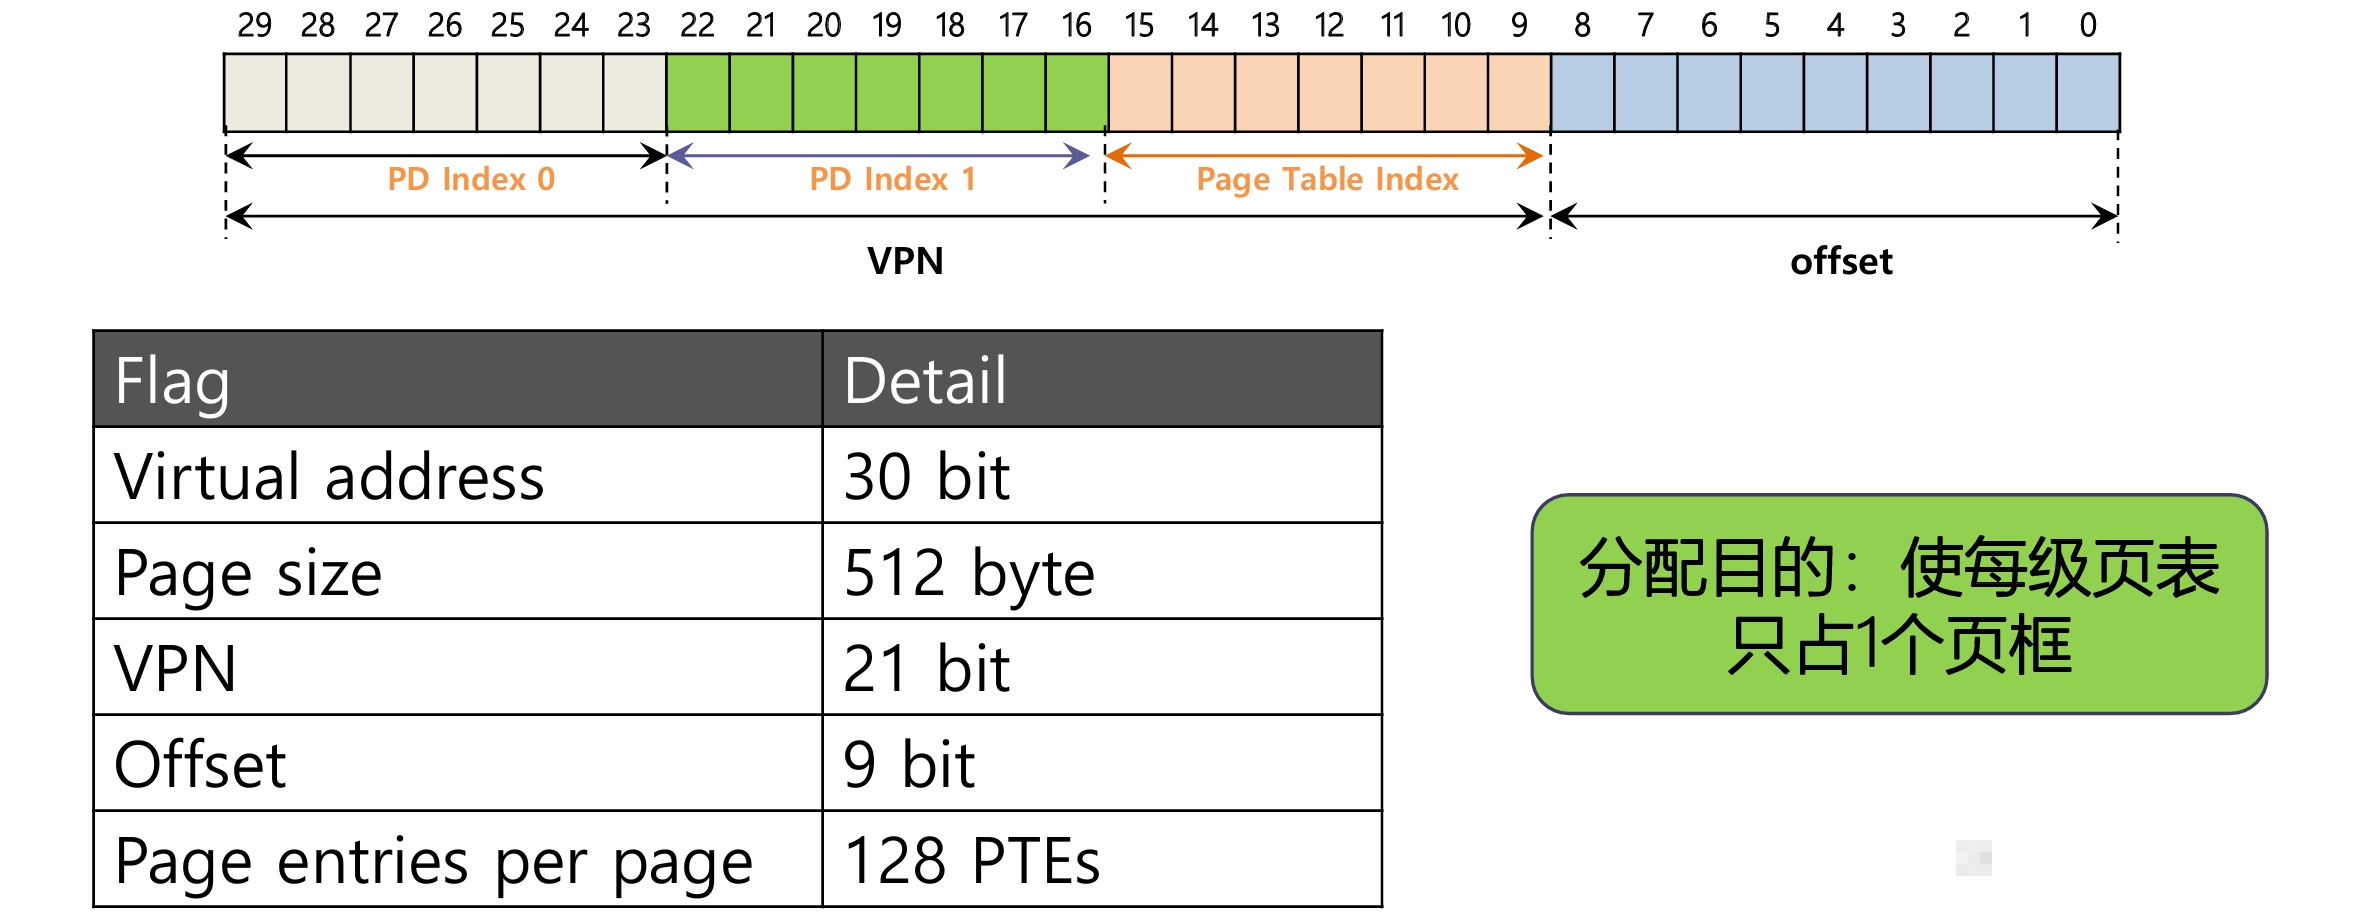 29 28 27 26 25 24 23 22 21 20 19 18 17 16 15 14 13 12 11 10 9 8 7 6 5 4 3 2 1 0
PD Index 0 PD Index 1 Page Table Index
VPN offset
Flag Detail
Virtual address 30 bit
Page size 512 byte
VPN 21 bit
Offset 9 bit
Page entries per page 128 PTEs
分配目的：使每级页表
只占1个页框